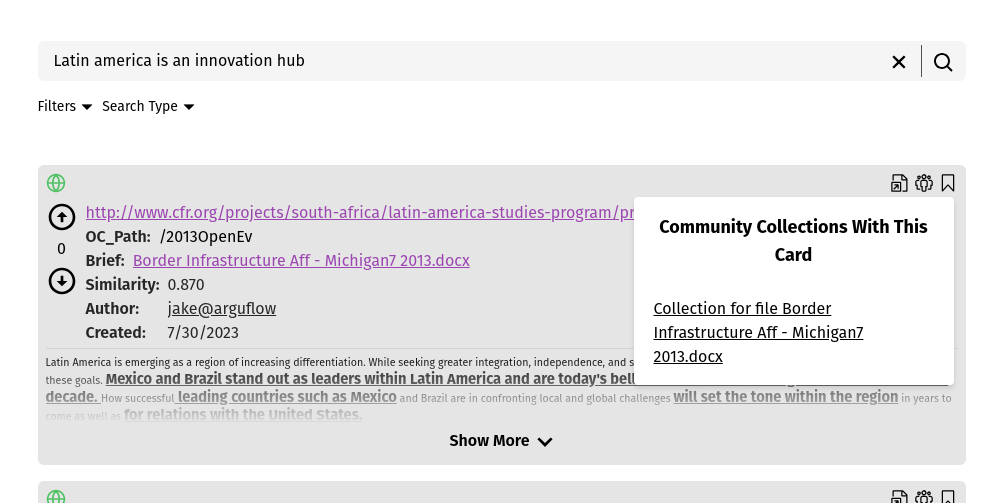 Latin america is an innovation hub
Filters Search Type
http://www.cfr.org/projects/south-africa/latin-america-studies-program/pr
0
OC_Path: /2013OpenEv
Brief: Border Infrastructure Aff - Michigan7 2013.docx
Similarity: 0.870
Author: jake@arguflow
Created: 7/30/2023
Community Collections With This
Card
Collection for file Border
Infrastructure Aff - Michigan7
2013.docx
Latin America is emerging as a region of increasing differentiation. While seeking greater integration, independence, and
these goals. Mexico and Brazil stand out as leaders within Latin America and are today's
decade. How successful leading countries such as Mexico and Brazil are in confronting local and global challenges will set the tone within the region in years to
come as well as for relations with the United States.
Show More